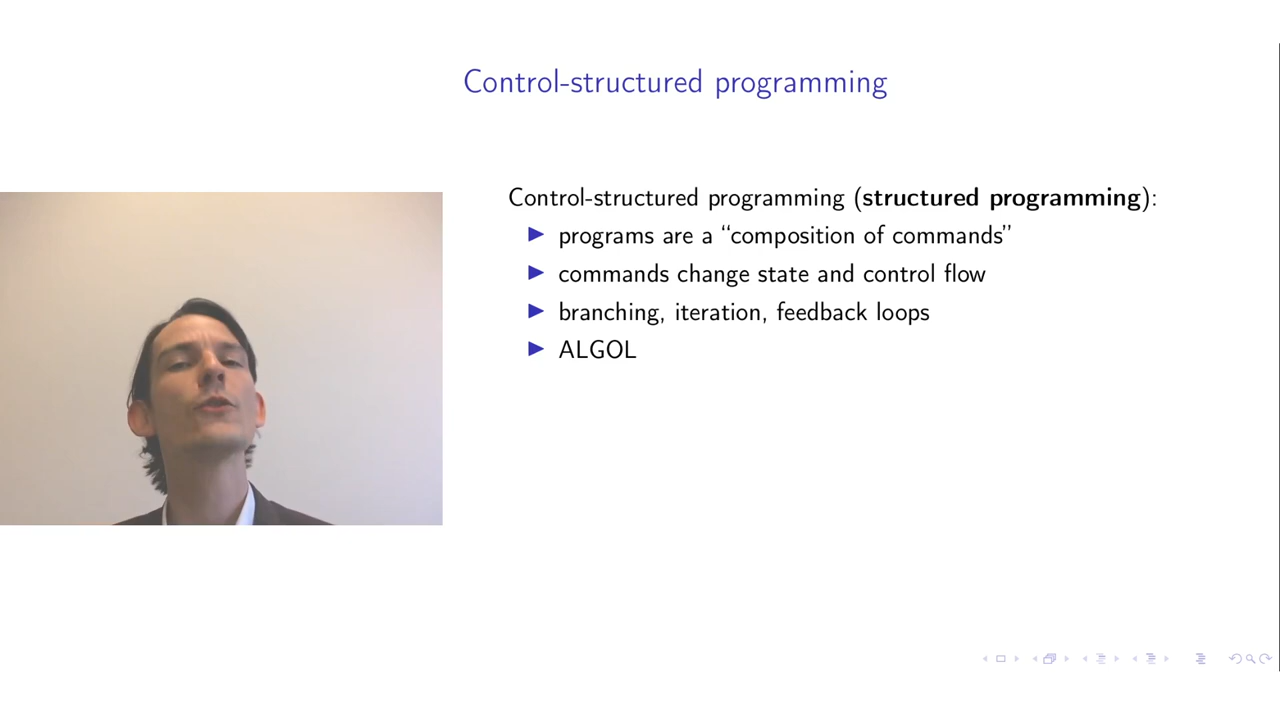 Control-structured programming
Control-structured programming (structured programming):
programs are a “composition of commands”
commands change state and control flow
branching, iteration, feedback loops
ALGOL